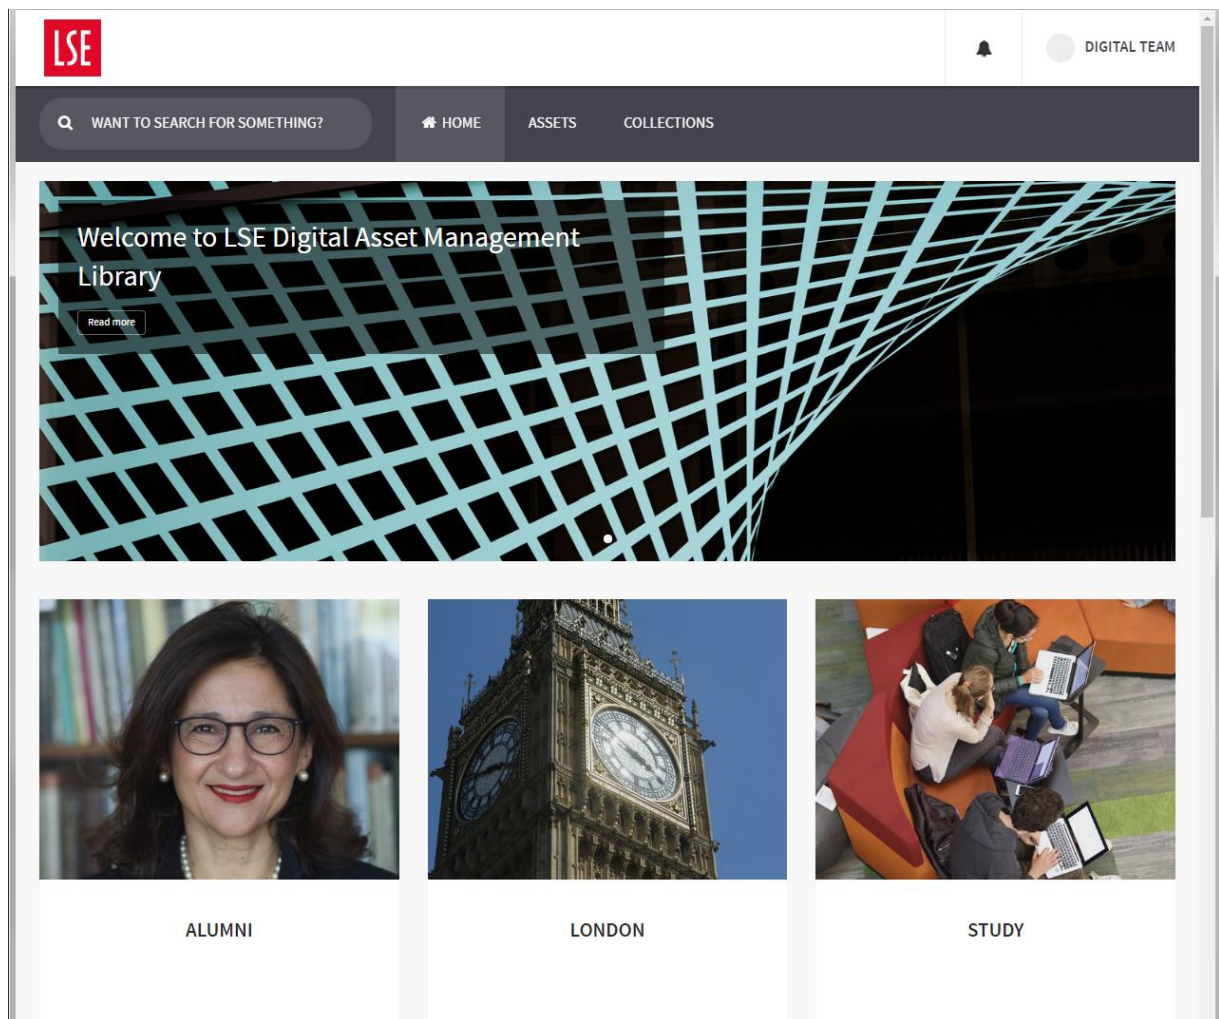 LSE
DIGITAL TEAM
WANT TO SEARCH FOR SOMETHING?
HOME
ASSETS
COLLECTIONS
Welcome to LSE Digital Asset Management
Library
Read more
ALUMNI
LONDON
STUDY